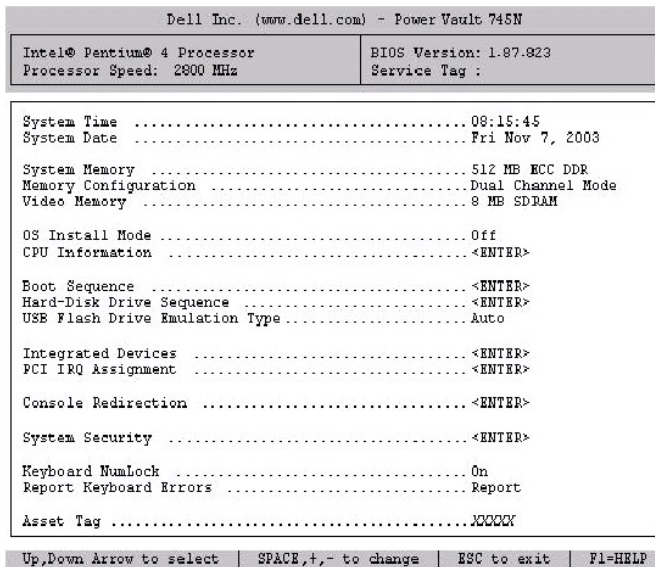 Dell Inc. (www.dell.com) - Power Vault 745N
Intel® Pentium® 4 Processor
Processor Speed: 2800 MHz
BIOS Version: 1.87.823
Service Tag :
System Time ........................................ 08:15:45
System Date ........................................ Fri Nov 7, 2003
System Memory ..................................... 512 MB ECC DDR
Memory Configuration .............................. Dual Channel Mode
Video Memory ...................................... 8 MB SDRAM
OS Install Mode .................................... Off
CPU Information ................................... <ENTER>
Boot Sequence ..................................... <ENTER>
Hard-Disk Drive Sequence .......................... <ENTER>
USB Flash Drive Emulation Type ..................... Auto
Integrated Devices ................................ <ENTER>
PCI IRQ Assignment ................................ <ENTER>
Console Redirection ............................... <ENTER>
System Security ................................... <ENTER>
Keyboard NumLock .................................. On
Report Keyboard Errors ............................ Report
Asset Tag .......................................... XXXXX
Up,Down Arrow to select | SPACE,+,- to change | ESC to exit | F1=HELP